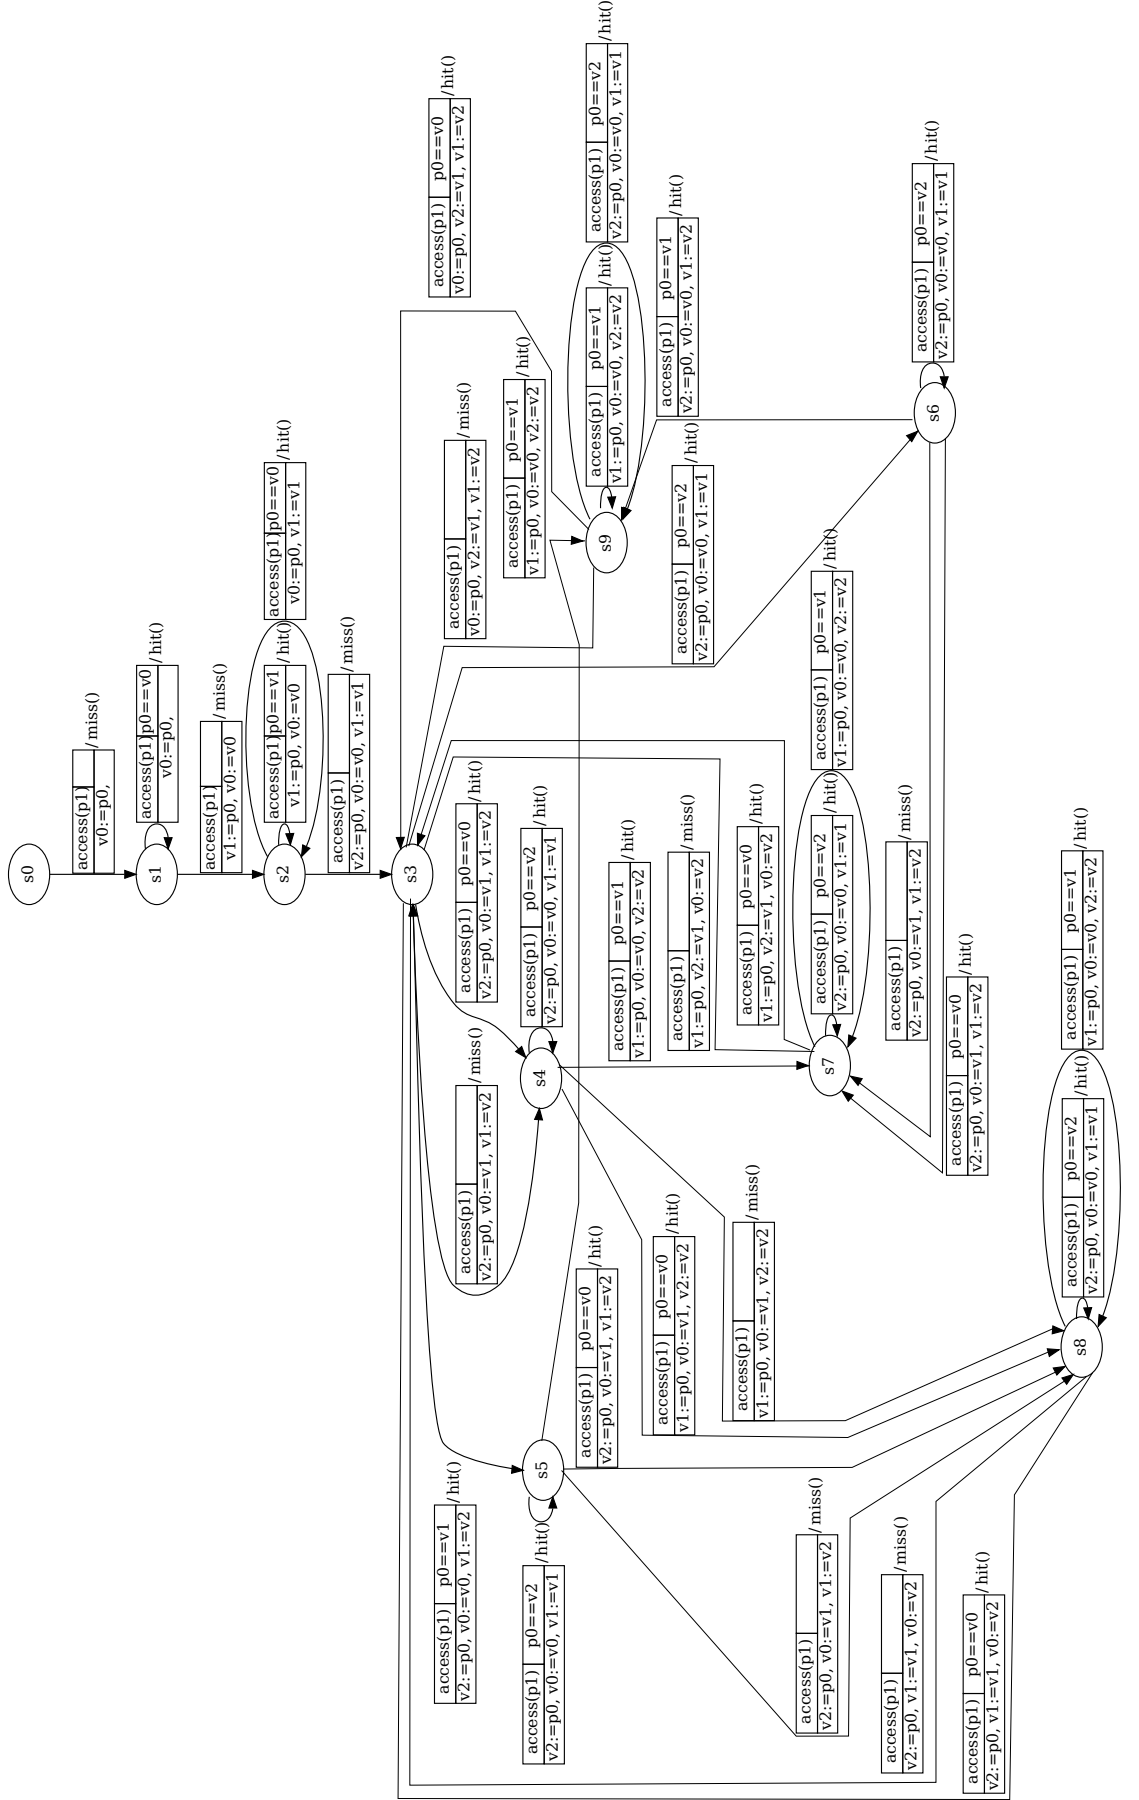 s0
access(p1)
v0:=p0,
/ miss()
s1
access(p1) p0==v0
v0:=p0,
/ hit()
access(p1)
v1:=p0, v0:=v0
/ miss()
s2
access(p1) p0==v1
v1:=p0, v0:=v0
/ hit()
access(p1) p0==v0
v0:=p0, v1:=v1
/ hit()
access(p1)
v2:=p0, v0:=v0, v1:=v1
/ miss()
s3
access(p1) p0==v0
v0:=p0, v2:=v1, v1:=v2
/ hit()
access(p1) p0==v1
v2:=p0, v0:=v0, v1:=v2
/ hit()
access(p1)
v0:=p0, v2:=v1, v1:=v2
/ miss()
access(p1)
v2:=p0, v0:=v1, v1:=v2
/ miss()
access(p1) p0==v0
v2:=p0, v0:=v1, v1:=v2
/ hit()
access(p1) p0==v1
v1:=p0, v0:=v0, v2:=v2
/ hit()
s4
access(p1) p0==v2
v2:=p0, v0:=v0, v1:=v1
/ hit()
s5
access(p1) p0==v2
v2:=p0, v0:=v0, v1:=v1
/ hit()
access(p1) p0==v0
v2:=p0, v0:=v1, v1:=v2
/ hit()
s9
access(p1) p0==v1
v1:=p0, v0:=v0, v2:=v2
/ hit()
access(p1) p0==v2
v2:=p0, v0:=v0, v1:=v1
/ hit()
access(p1) p0==v1
v1:=p0, v0:=v0, v2:=v2
/ hit()
access(p1) p0==v0
v1:=p0, v0:=v1, v2:=v2
/ hit()
access(p1) p0==v1
v2:=p0, v0:=v0, v1:=v2
/ hit()
access(p1)
v1:=p0, v2:=v1, v0:=v2
/ miss()
access(p1) p0==v2
v2:=p0, v0:=v0, v1:=v1
/ hit()
access(p1)
v1:=p0, v0:=v1, v2:=v2
/ miss()
access(p1) p0==v0
v1:=p0, v2:=v1, v0:=v2
/ hit()
access(p1)
v2:=p0, v0:=v1, v1:=v2
/ miss()
s7
access(p1) p0==v2
v2:=p0, v0:=v0, v1:=v1
/ hit()
access(p1) p0==v1
v1:=p0, v0:=v0, v2:=v2
/ hit()
access(p1)
v2:=p0, v1:=v1, v0:=v2
/ miss()
access(p1)
v2:=p0, v0:=v1, v1:=v2
/ miss()
s6
access(p1) p0==v2
v2:=p0, v0:=v0, v1:=v1
/ hit()
access(p1) p0==v0
v2:=p0, v0:=v1, v1:=v2
/ hit()
access(p1) p0==v0
v2:=p0, v1:=v1, v0:=v2
/ hit()
s8
access(p1) p0==v2
v2:=p0, v0:=v0, v1:=v1
/ hit()
access(p1) p0==v1
v1:=p0, v0:=v0, v2:=v2
/ hit()